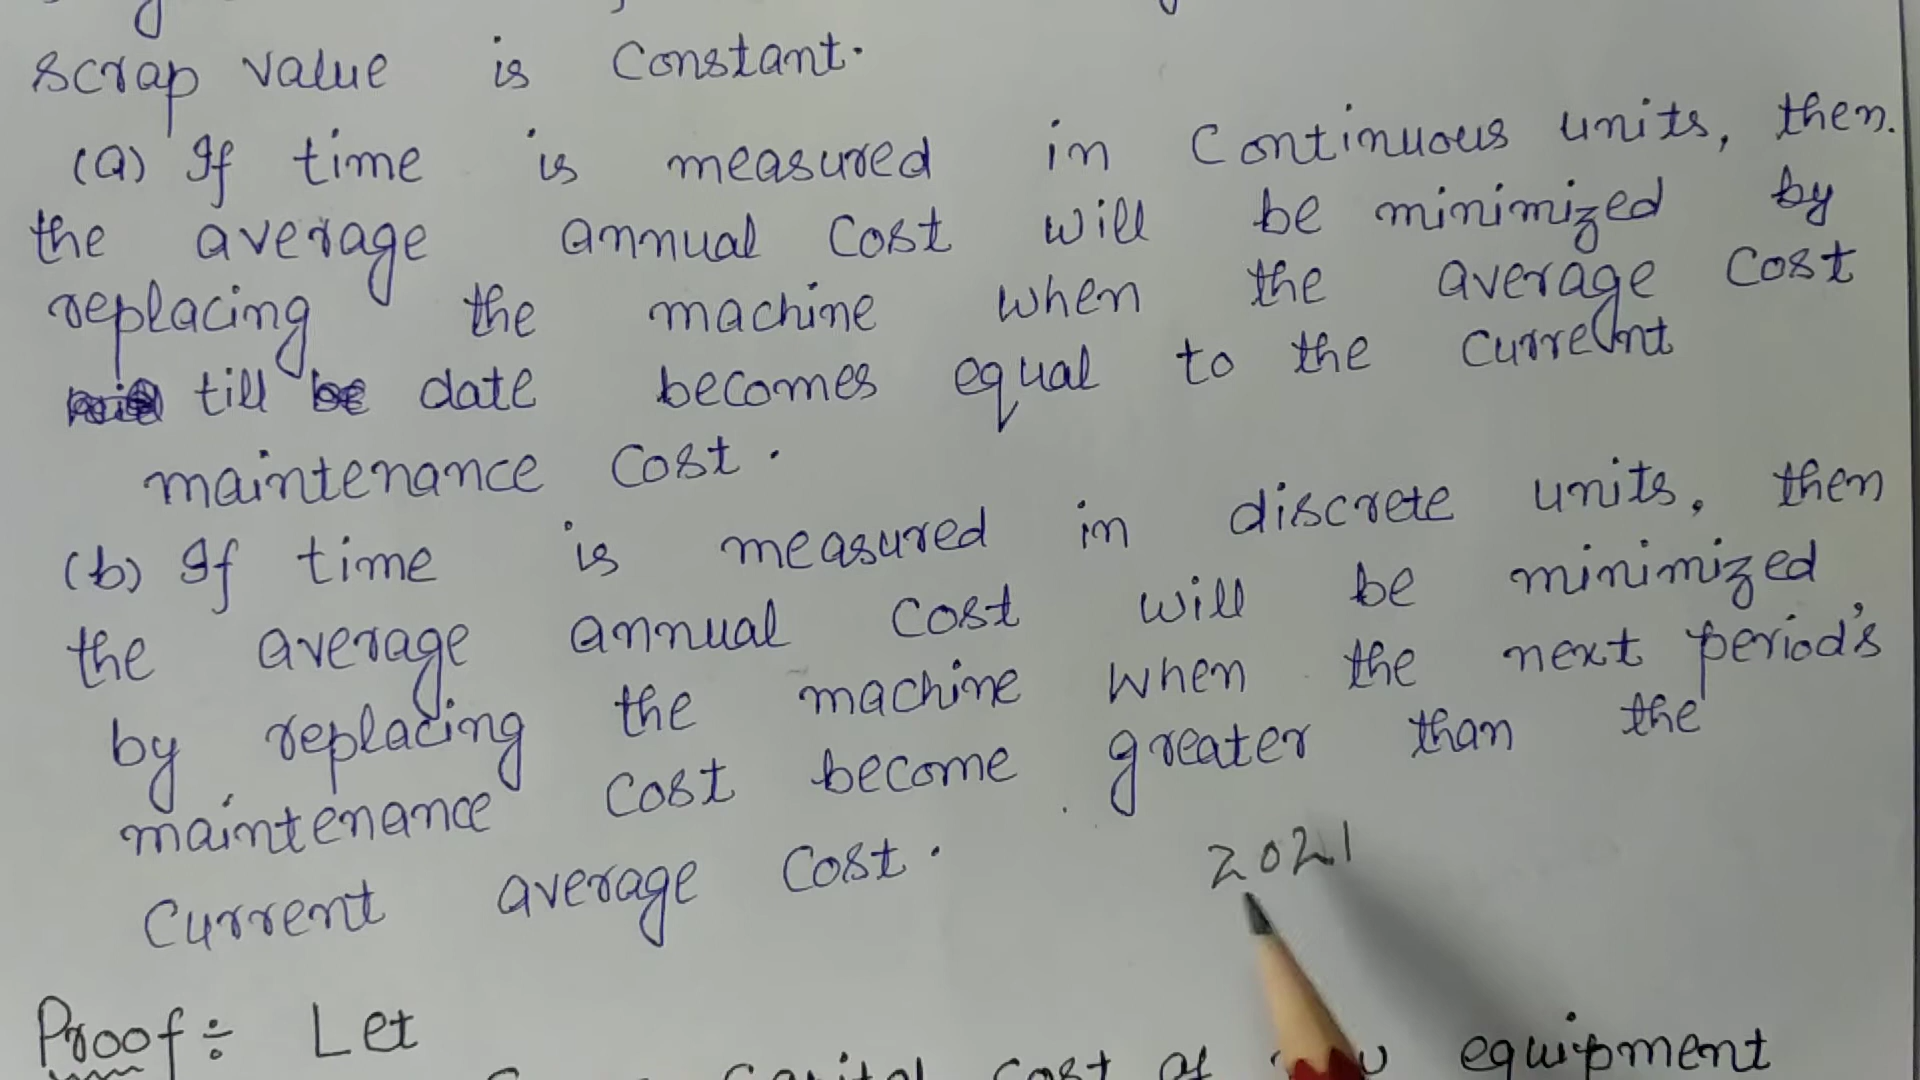 scrap value is Constant.
(a) If time is measured in Continuous units, then.
the average annual cost will be minimized by
replacing the machine when the average cost
till date becomes equal to the current
maintenance cost.
(b) If time is measured in discrete units, then
the average annual cost will be minimized
by replacing the machine when the next period's
maintenance cost become greater than the
Current average cost.
2021
Proof÷ Let
cost of equipment